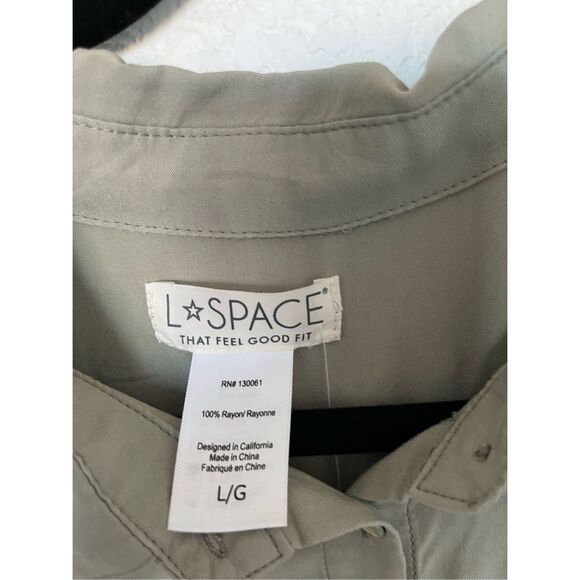 L☆SPACE®
THAT FEEL GOOD FIT
RN# 130061
100% Rayon/ Rayonne
Designed in California
Made in China
Fabriqué en Chine
L/G